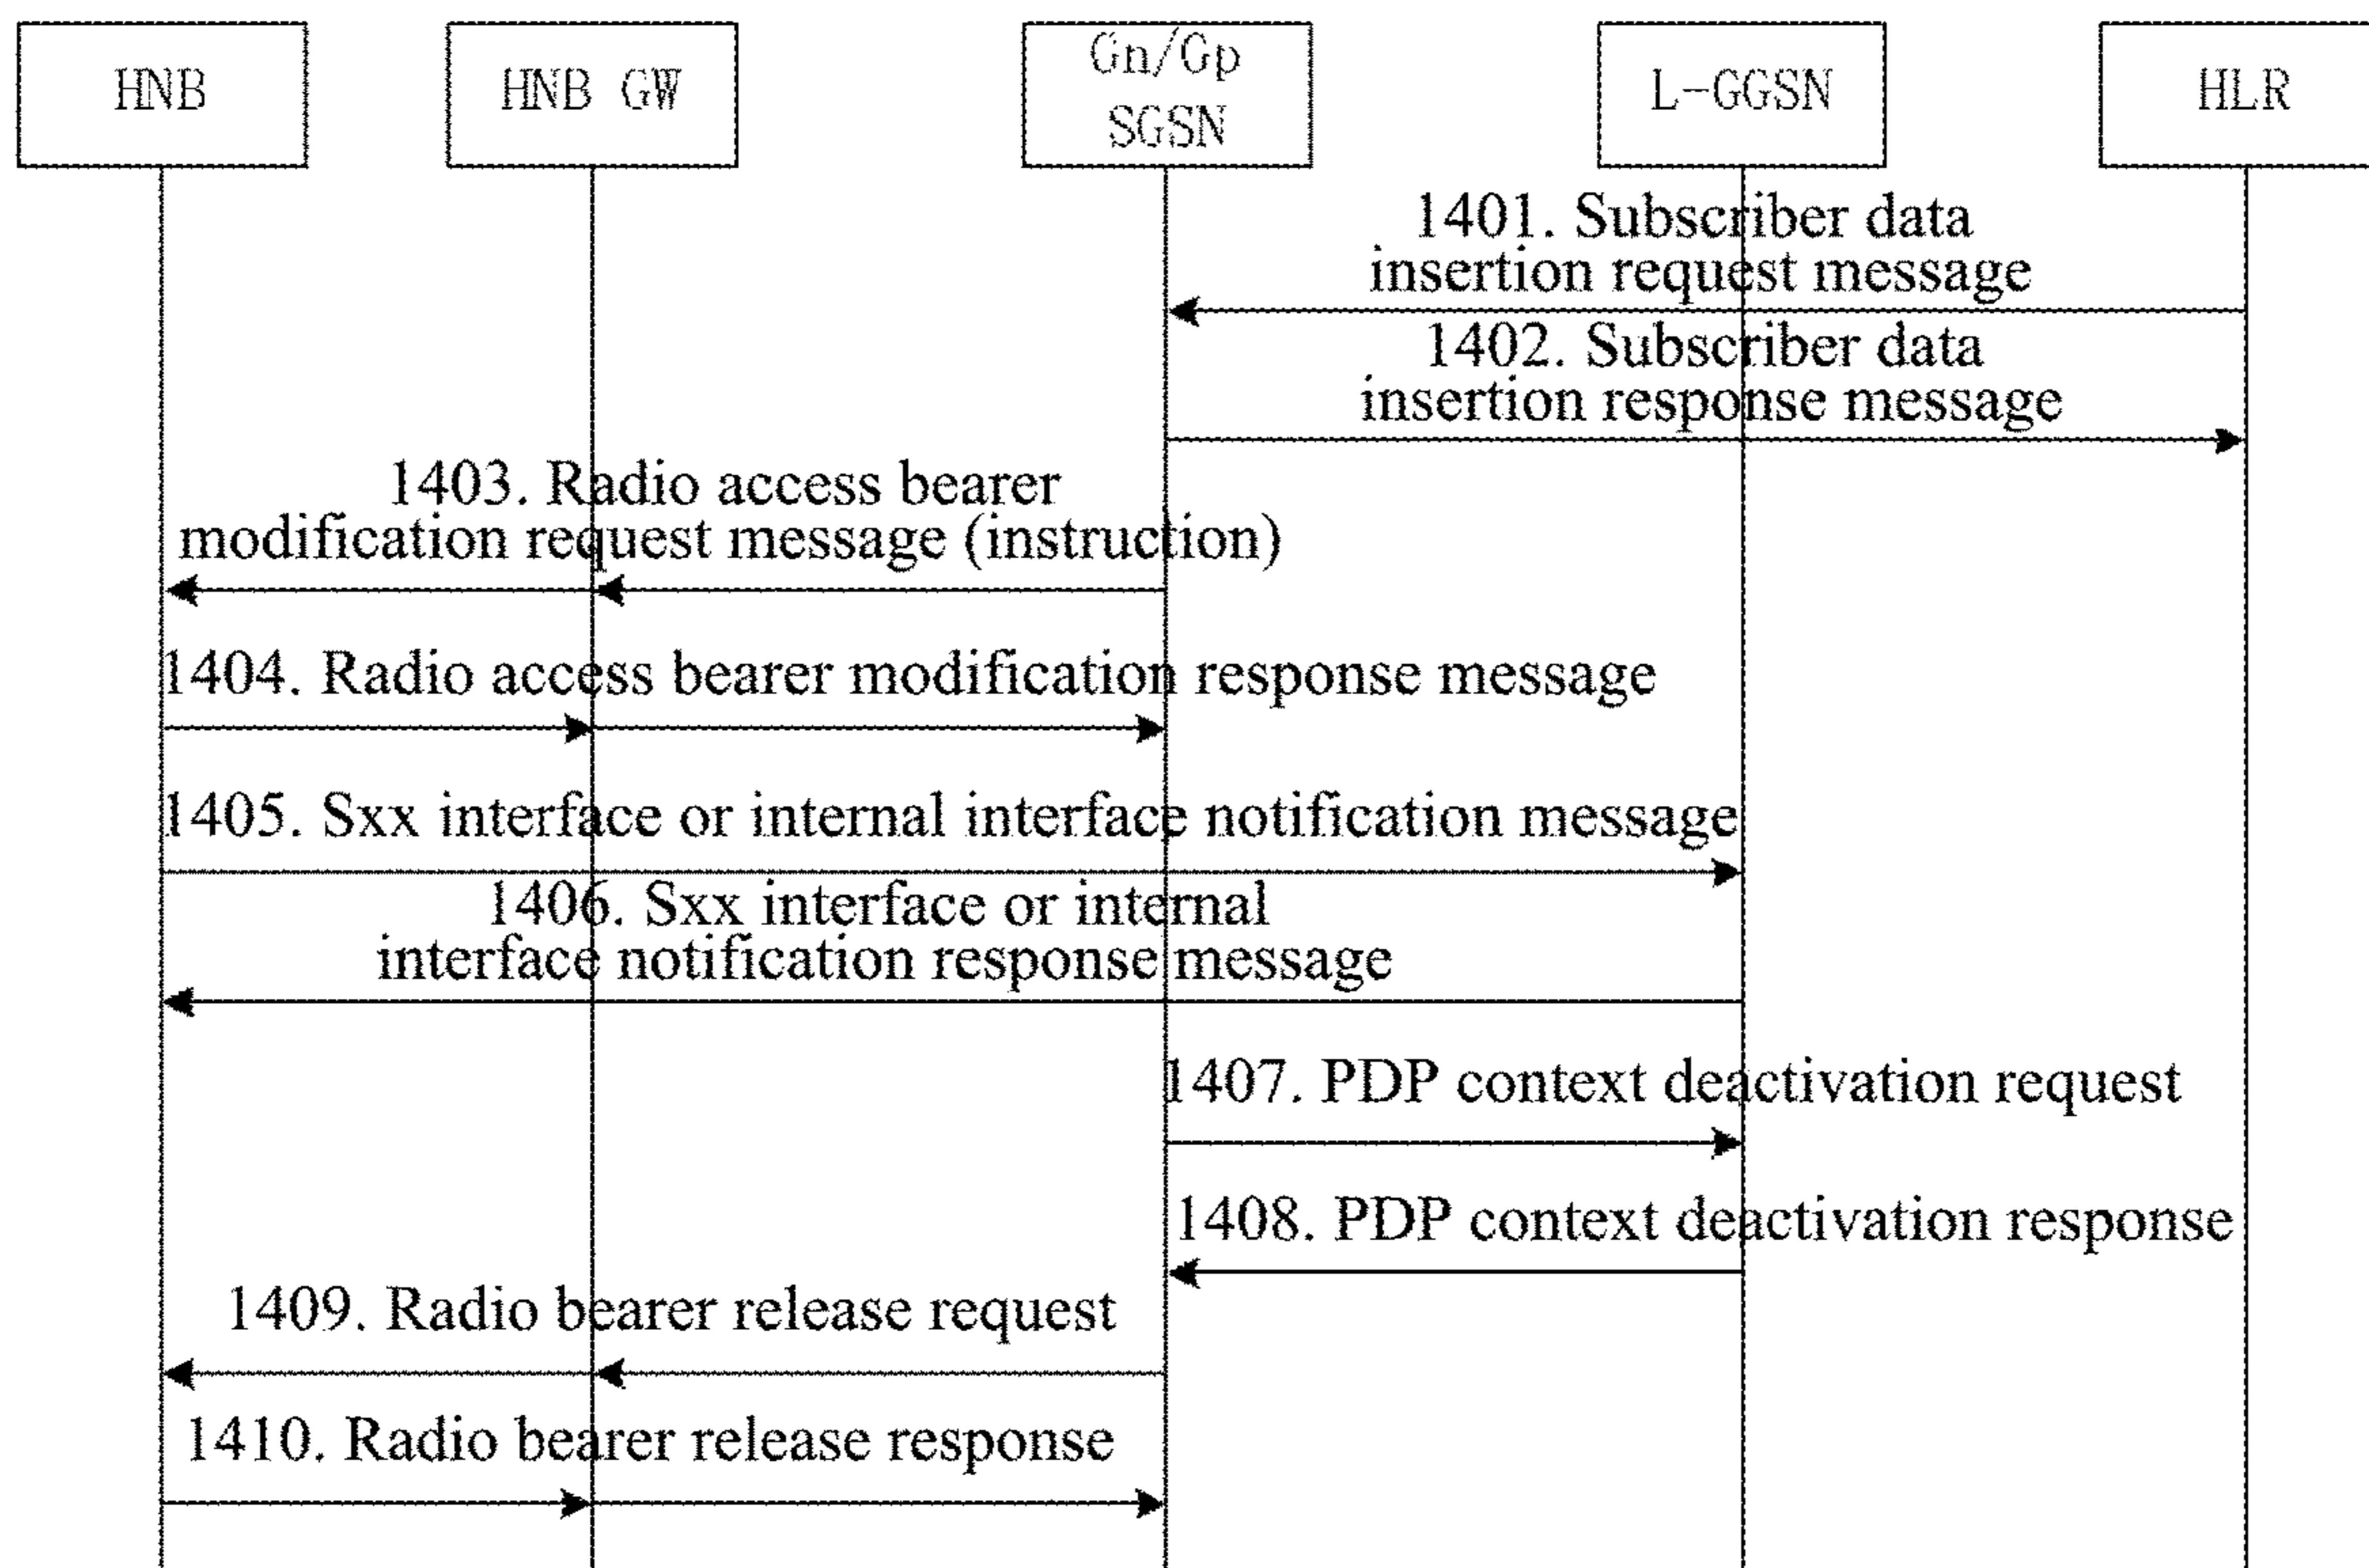 HNB
HNB GW
Gn/Gp
SGSN
L-GGSN
HLR
1401. Subscriber data
insertion request message
1402. Subscriber data
insertion response message
1403. Radio access bearer
modification request message (instruction)
1404. Radio access bearer modification response message
1405. Sxx interface or internal interface notification message
1406. Sxx interface or internal
interface notification response message
1407. PDP context deactivation request
1408. PDP context deactivation response
1409. Radio bearer release request
1410. Radio bearer release response